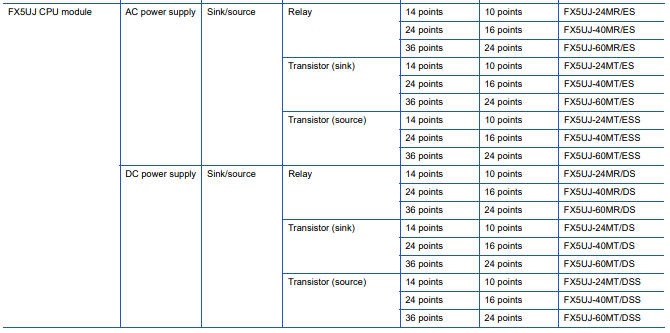 FX5UJ CPU module AC power supply Sink/source Relay 14 points 10 points FX5UJ-24MR/ES
24 points 16 points FX5UJ-40MR/ES
36 points 24 points FX5UJ-60MR/ES
Transistor (sink) 14 points 10 points FX5UJ-24MT/ES
24 points 16 points FX5UJ-40MT/ES
36 points 24 points FX5UJ-60MT/ES
Transistor (source) 14 points 10 points FX5UJ-24MT/ESS
24 points 16 points FX5UJ-40MT/ESS
36 points 24 points FX5UJ-60MT/ESS
DC power supply Sink/source Relay 14 points 10 points FX5UJ-24MR/DS
24 points 16 points FX5UJ-40MR/DS
36 points 24 points FX5UJ-60MR/DS
Transistor (sink) 14 points 10 points FX5UJ-24MT/DS
24 points 16 points FX5UJ-40MT/DS
36 points 24 points FX5UJ-60MT/DS
Transistor (source) 14 points 10 points FX5UJ-24MT/DSS
24 points 16 points FX5UJ-40MT/DSS
36 points 24 points FX5UJ-60MT/DSS